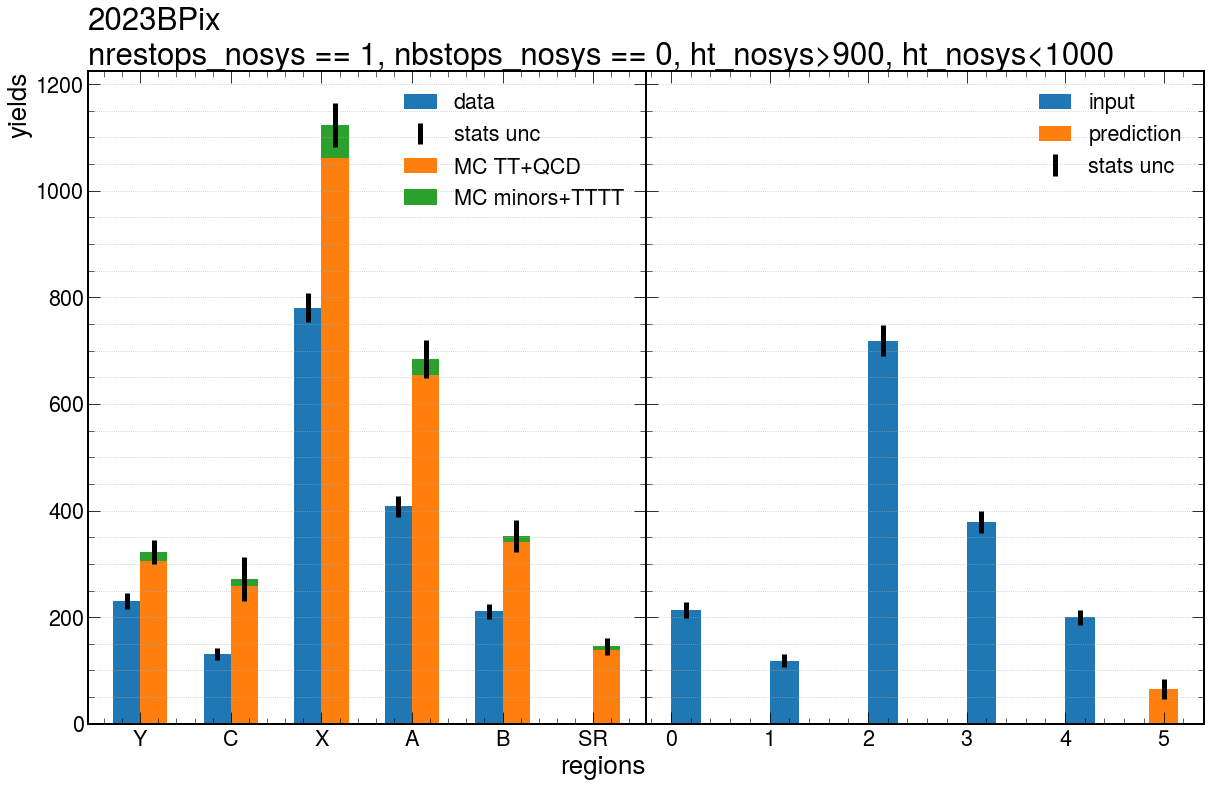 2023BPix
nrestops_nosys == 1, nbstops_nosys == 0, ht_nosys>900, ht_nosys<1000
yields
1200
1000
800
600
400
200
0
data
stats unc
MC TT+QCD
MC minors+TTTT
input
prediction
stats unc
Y C X A B SR
0 1 2 3 4 5
regions